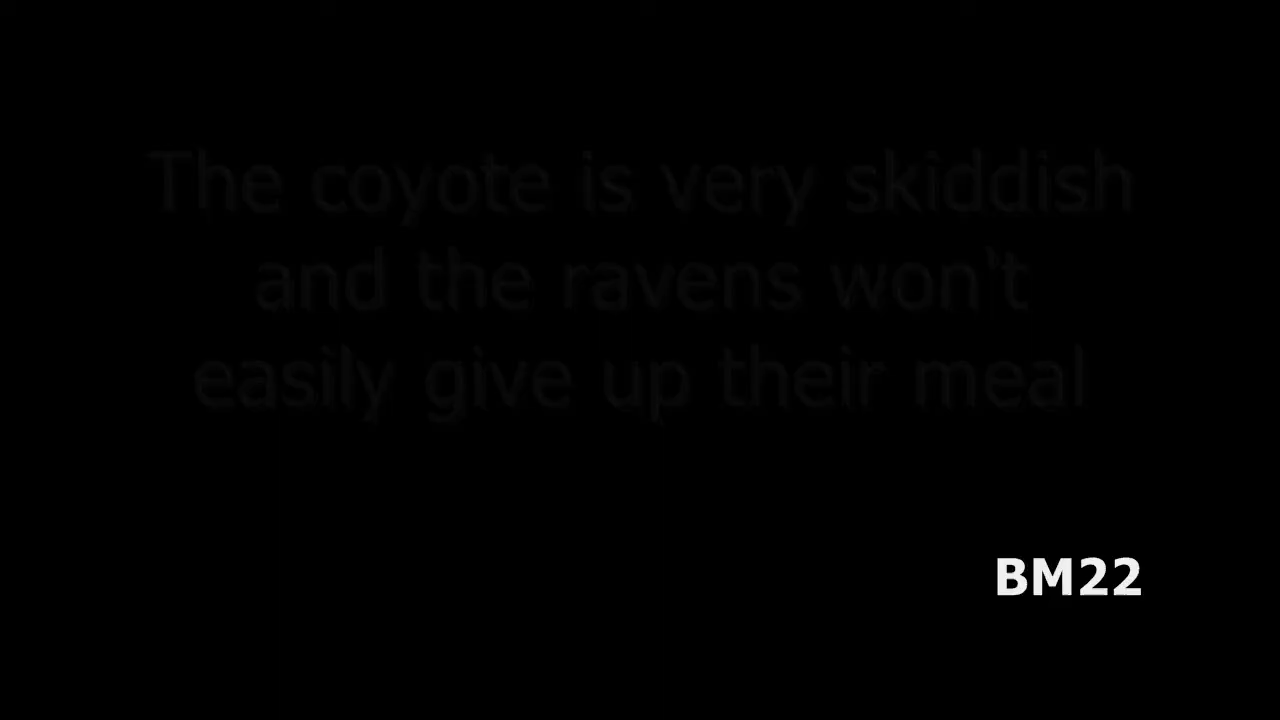 The coyote is very skiddish
and the ravens won't
easily give up their meal
BM22